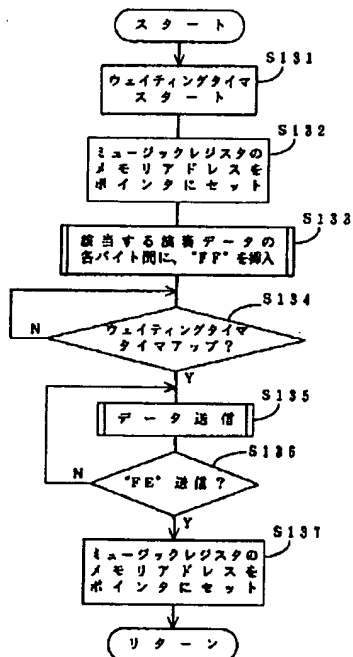 スタート
S131
ウェイティングタイマ
スタート
S132
ミュージックレジスタの
メモリアドレスを
ポインタにセット
S133
該当する演奏データの
各バイト間に、"FF"を挿入
S134
ウェイティングタイマ
タイマアップ?
N
Y
S135
データ送信
S136
"FE"送信?
N
Y
S137
ミュージックレジスタの
メモリアドレスを
ポインタにセット
リターン